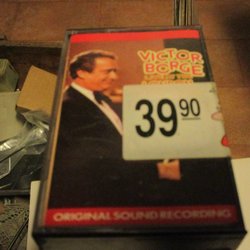 VICTOR
BORGE
39 90
ORIGINAL SOUND RECORDING